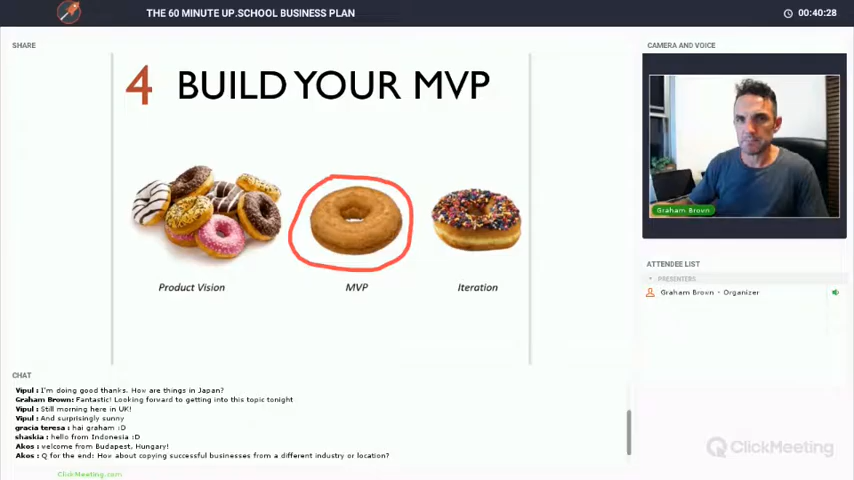 THE 60 MINUTE UP.SCHOOL BUSINESS PLAN
00:40:28
SHARE
4 BUILD YOUR MVP
Product Vision
MVP
Iteration
CAMERA AND VOICE
Graham Brown
ATTENDEE LIST
PRESENTERS
Graham Brown - Organizer
CHAT
Vipul : I'm doing good thanks. How are things in Japan?
Graham Brown: Fantastic! Looking forward to getting into this topic tonight
Vipul : Still morning here in UK!
Vipul : And surprisingly sunny
gracia teresa : hai graham :D
shaskia : hello from Indonesia :D
Akos : welcome from Budapest, Hungary!
Akos : Q for the end: How about copying successful businesses from a different industry or location?
ClickMeeting.com
ClickMeeting